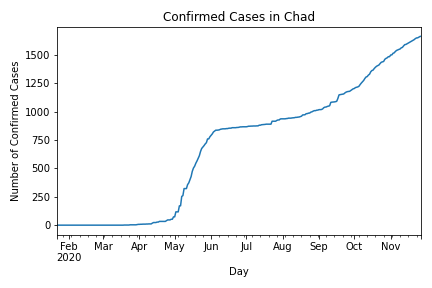 Confirmed Cases in Chad
Number of Confirmed Cases
1500
1250
1000
750
500
250
0
Feb Mar Apr May Jun Jul Aug Sep Oct Nov
2020
Day